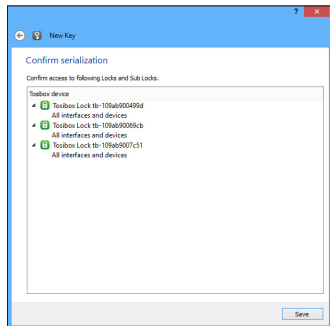 ?
New Key
Confirm serialization
Confirm access to following Locks and Sub Locks.
Tosibox device
Tosibox Lock tb-109ab900499d
All interfaces and devices
Tosibox Lock tb-109ab90069cb
All interfaces and devices
Tosibox Lock tb-109ab9007c51
All interfaces and devices
Save